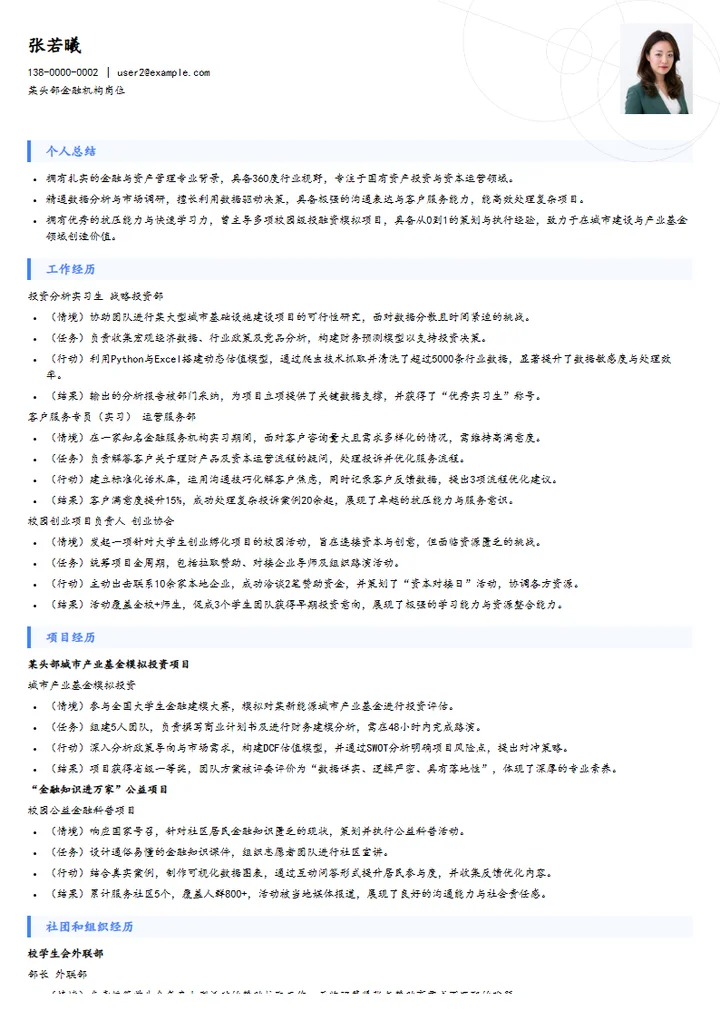 张若曦
138-0000-0002 | user2@example.com
某头部金融机构岗位
个人总结
• 拥有扎实的金融与资产管理专业背景，具备360度行业视野，专注于国有资产投资与资本运营领域。
• 精通数据分析与市场调研，擅长利用数据驱动决策，具备极强的沟通表达与客户服务能力，能高效处理复杂项目。
• 拥有优秀的抗压能力与快速学习力，曾主导多项校园级投融资模拟项目，具备从0到1的策划与执行经验，致力于在城市建设与产业基金
领域创造价值。
工作经历
投资分析实习生 战略投资部
• （情境）协助团队进行某大型城市基础设施建设项目的可行性研究，面对数据分散且时间紧迫的挑战。
• （任务）负责收集宏观经济数据、行业政策及竞品分析，构建财务预测模型以支持投资决策。
• （行动）利用Python与Excel搭建动态估值模型，通过爬虫技术抓取并清洗了超过5000条行业数据，显著提升了数据敏感度与处理效
率。
• （结果）输出的分析报告被部门采纳，为项目立项提供了关键数据支撑，并获得了“优秀实习生”称号。
客户服务专员（实习） 运营服务部
• （情境）在一家知名金融服务机构实习期间，面对客户咨询量大且需求多样化的情况，需维持高满意度。
• （任务）负责解答客户关于理财产品及资本运营流程的疑问，处理投诉并优化服务流程。
• （行动）建立标准化话术库，运用沟通技巧化解客户焦虑，同时记录客户反馈数据，提出3项流程优化建议。
• （结果）客户满意度提升15%，成功处理复杂投诉案例20余起，展现了卓越的抗压能力与服务意识。
校园创业项目负责人 创业协会
• （情境）发起一项针对大学生创业孵化项目的校园活动，旨在连接资本与创意，但面临资源匮乏的挑战。
• （任务）统筹项目全周期，包括拉取赞助、对接企业导师及组织路演活动。
• （行动）主动出击联系10余家本地企业，成功洽谈2笔赞助资金，并策划了“资本对接日”活动，协调各方资源。
• （结果）活动覆盖全校+师生，促成3个学生团队获得早期投资意向，展现了极强的学习能力与资源整合能力。
项目经历
某头部城市产业基金模拟投资项目
城市产业基金模拟投资
• （情境）参与全国大学生金融建模大赛，模拟对某新能源城市产业基金进行投资评估。
• （任务）组建5人团队，负责撰写商业计划书及进行财务建模分析，需在48小时内完成路演。
• （行动）深入分析政策导向与市场需求，构建DCF估值模型，并通过SWOT分析明确项目风险点，提出对冲策略。
• （结果）项目获得省级一等奖，团队方案被评委评价为“数据详实、逻辑严密、具有落地性”，体现了深厚的专业素养。
“金融知识进万家”公益项目
校园公益金融科普项目
• （情境）响应国家号召，针对社区居民金融知识匮乏的现状，策划并执行公益科普活动。
• （任务）设计通俗易懂的金融知识课件，组织志愿者团队进行社区宣讲。
• （行动）结合真实案例，制作可视化数据图表，通过互动问答形式提升居民参与度，并收集反馈优化内容。
• （结果）累计服务社区5个，覆盖人群800+，活动被当地媒体报道，展现了良好的沟通能力与社会责任感。
社团和组织经历
校学生会外联部
部长 外联部